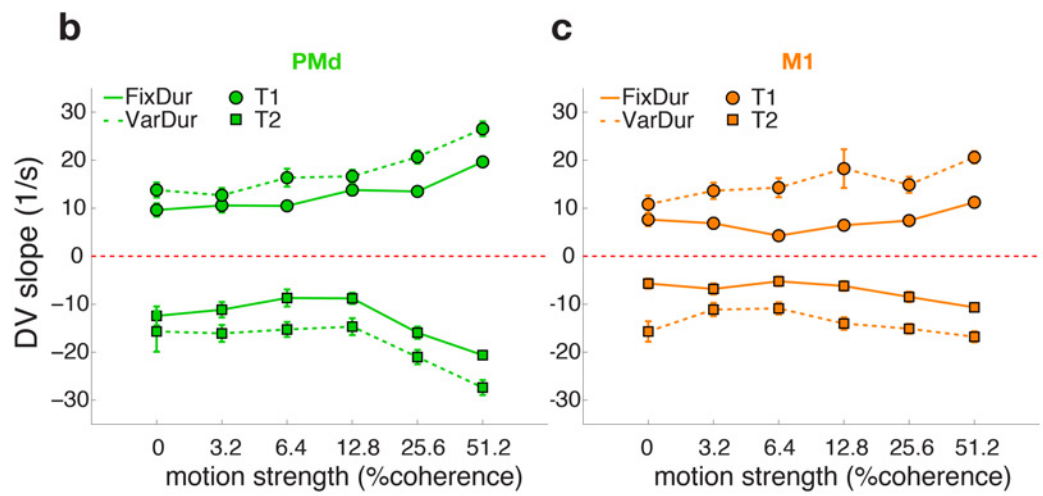 b
PMd
FixDur T1
VarDur T2
DV slope (1/s)
30
20
10
0
−10
−20
−30
0 3.2 6.4 12.8 25.6 51.2
motion strength (%coherence)
c
M1
FixDur T1
VarDur T2
30
20
10
0
-10
-20
-30
0 3.2 6.4 12.8 25.6 51.2
motion strength (%coherence)